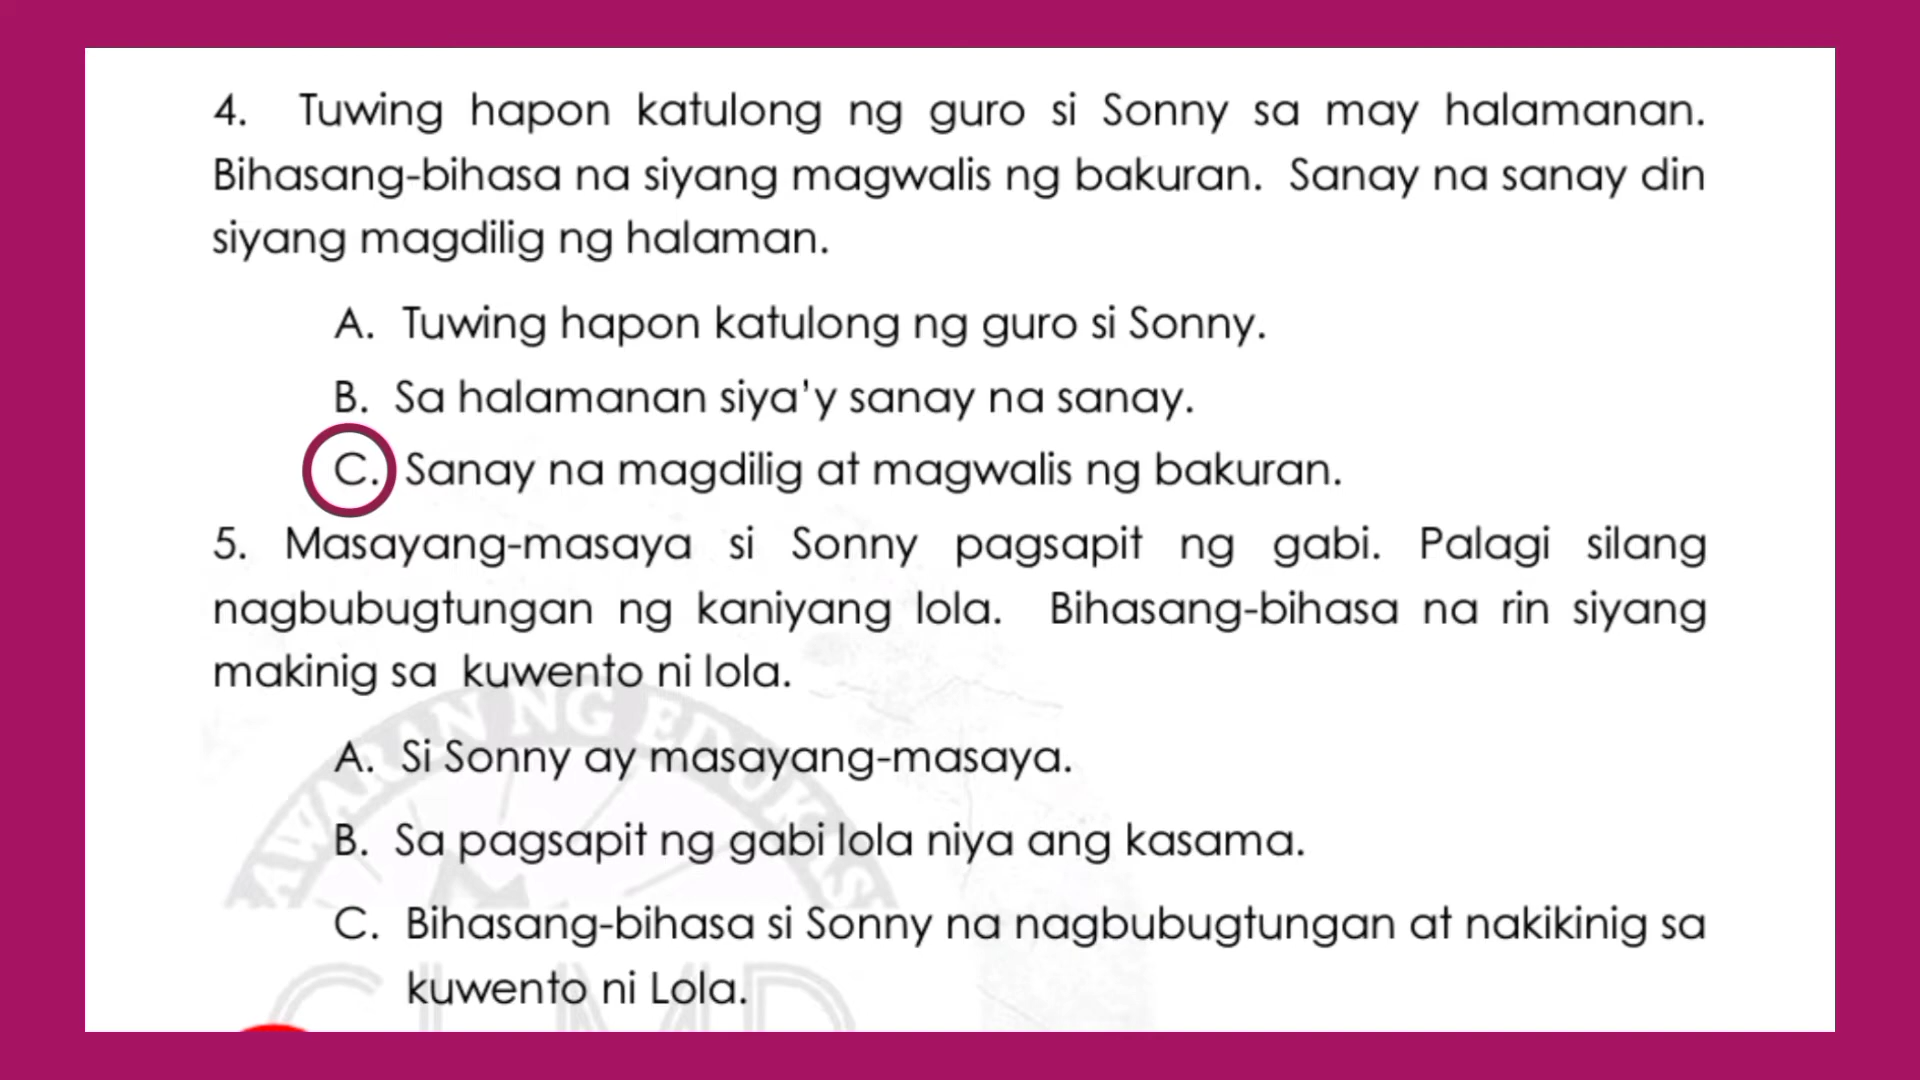 4. Tuwing hapon katulong ng guro si Sonny sa may halamanan.
Bihasang-bihasa na siyang magwalis ng bakuran. Sanay na sanay din
siyang magdilig ng halaman.
A. Tuwing hapon katulong ng guro si Sonny.
B. Sa halamanan siya'y sanay na sanay.
C. Sanay na magdilig at magwalis ng bakuran.
5. Masayang-masaya si Sonny pagsapit ng gabi. Palagi silang
nagbubugtungan ng kaniyang lola. Bihasang-bihasa na rin siyang
makinig sa kuwento ni lola.
A. Si Sonny ay masayang-masaya.
B. Sa pagsapit ng gabi lola niya ang kasama.
C. Bihasang-bihasa si Sonny na nagbubugtungan at nakikinig sa
kuwento ni Lola.